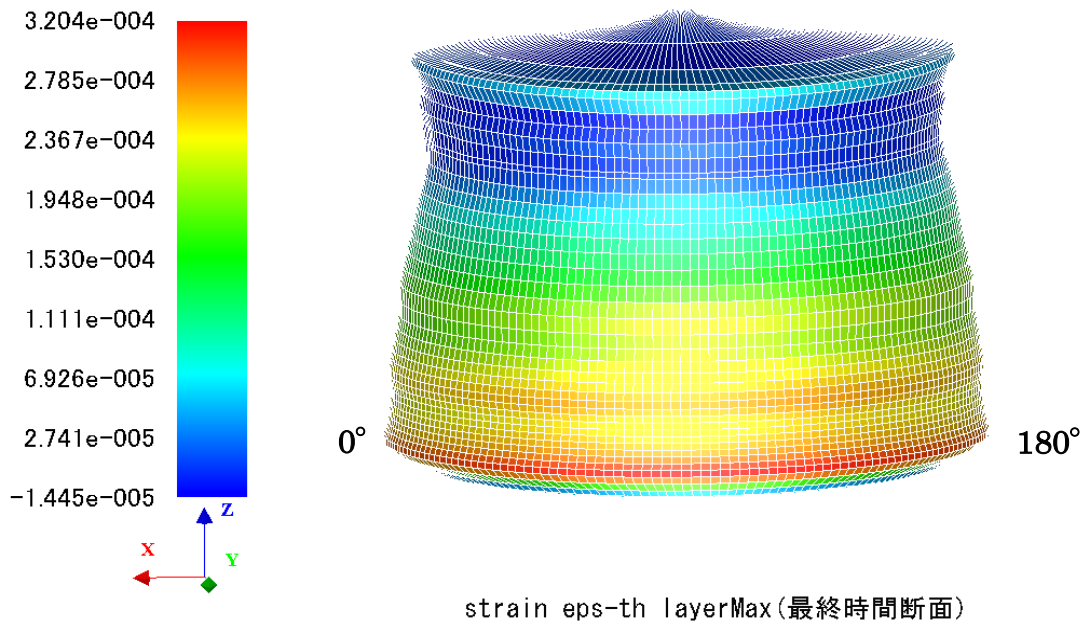 3.204e-004
2.785e-004
2.367e-004
1.948e-004
1.530e-004
1.111e-004
6.926e-005
2.741e-005
-1.445e-005
0°
180°
Z
X
Y
strain eps-th layerMax(最終時間断面)